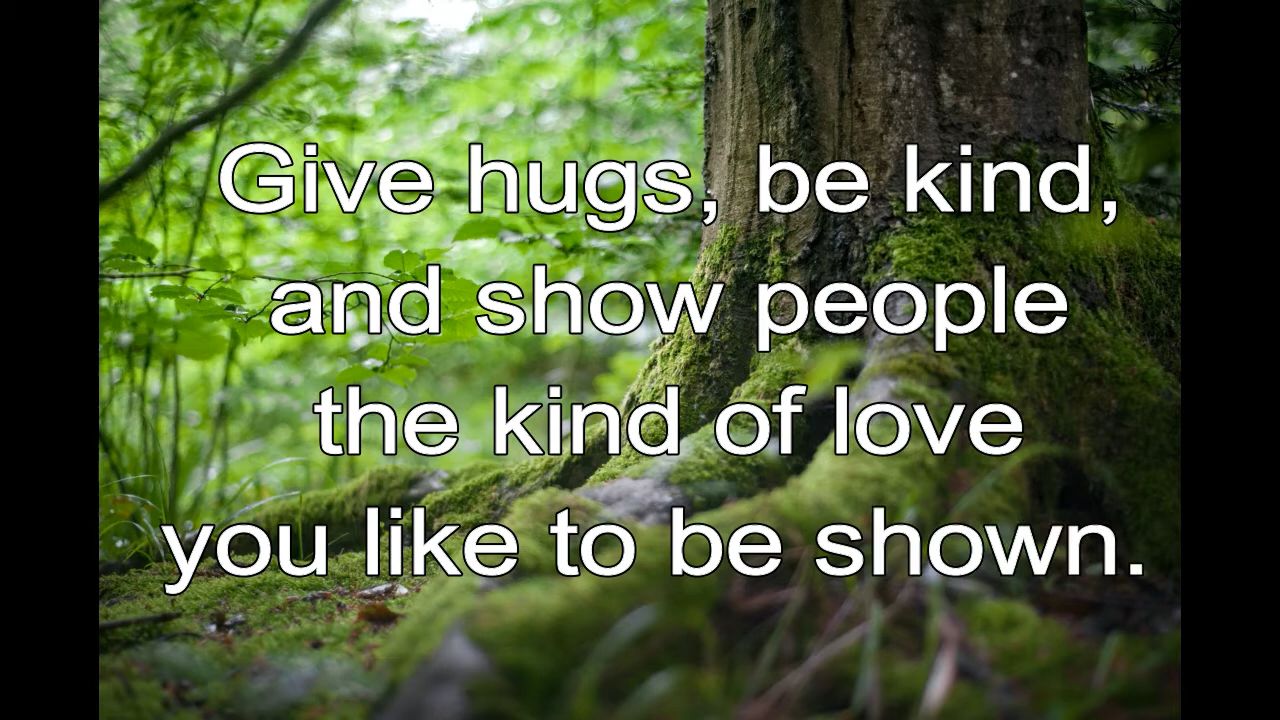 Give hugs, be kind,
and show people
the kind of love
you like to be shown.